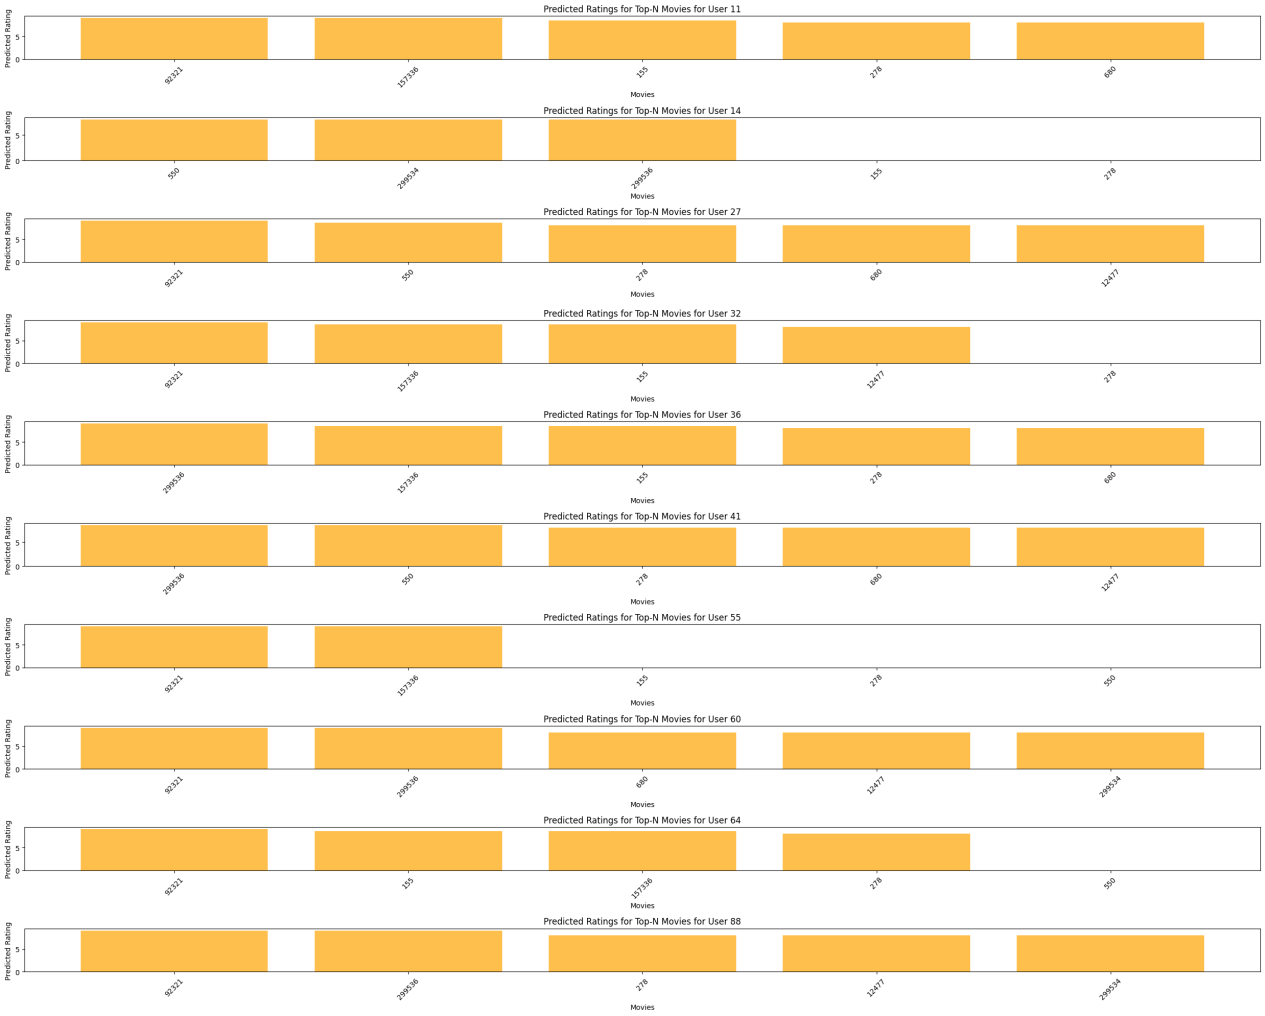 Predicted Ratings for Top-N Movies for User 11
Predicted Rating
5
0
92321 157336 155 278 680
Movies
Predicted Ratings for Top-N Movies for User 14
Predicted Rating
5
0
550 299534 299536 155 278
Movies
Predicted Ratings for Top-N Movies for User 27
Predicted Rating
5
0
92321 550 278 680 12477
Movies
Predicted Ratings for Top-N Movies for User 32
Predicted Rating
5
0
92321 157336 155 12477 278
Movies
Predicted Ratings for Top-N Movies for User 36
Predicted Rating
5
0
299536 157336 155 278 680
Movies
Predicted Ratings for Top-N Movies for User 41
Predicted Rating
5
0
299536 550 278 680 12477
Movies
Predicted Ratings for Top-N Movies for User 55
Predicted Rating
5
0
92321 157336 155 278 550
Movies
Predicted Ratings for Top-N Movies for User 60
Predicted Rating
5
0
92321 299536 680 12477 299534
Movies
Predicted Ratings for Top-N Movies for User 64
Predicted Rating
5
0
92321 155 157336 278 550
Movies
Predicted Ratings for Top-N Movies for User 88
Predicted Rating
5
0
92321 299536 278 12477 299534
Movies